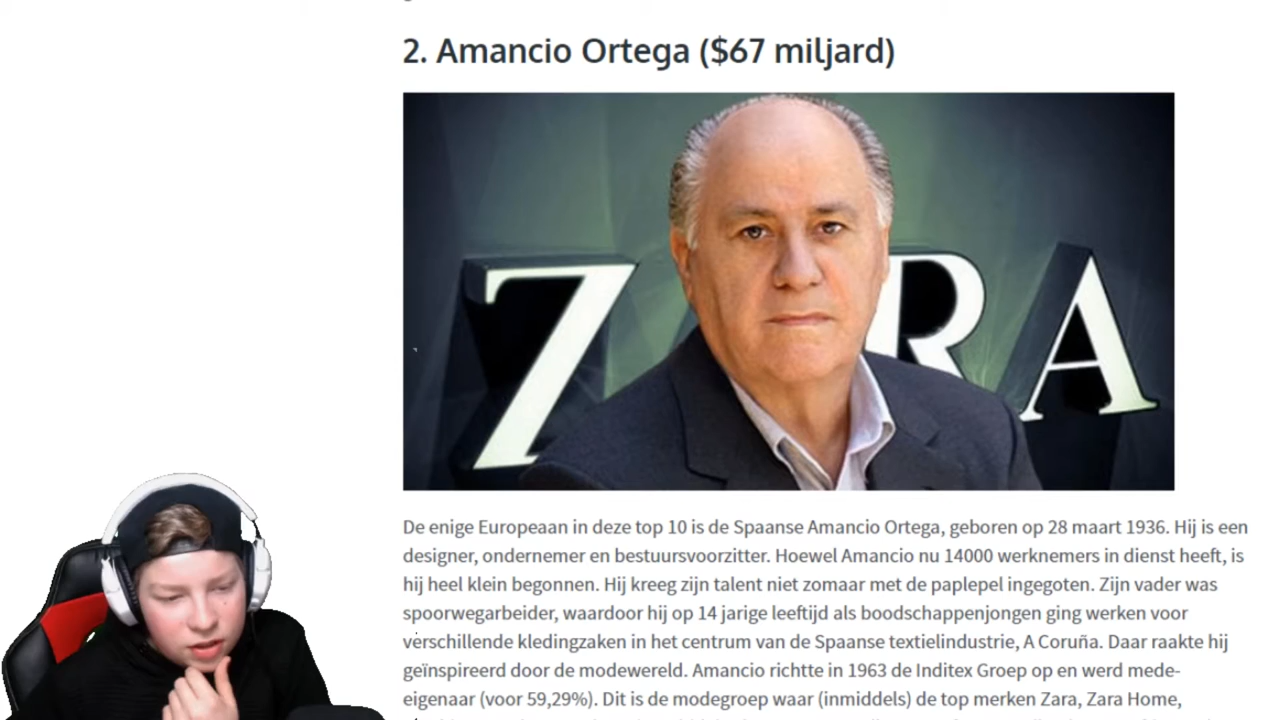 2. Amancio Ortega ($67 miljard)
Z RA
De enige Europeaan in deze top 10 is de Spaanse Amancio Ortega, geboren op 28 maart 1936. Hij is een
designer, ondernemer en bestuursvoorzitter. Hoewel Amancio nu 14000 werknemers in dienst heeft, is
hij heel klein begonnen. Hij kreeg zijn talent niet zomaar met de paplepel ingegoten. Zijn vader was
spoorwegarbeider, waardoor hij op 14 jarige leeftijd als boodschappenjongen ging werken voor
verschillende kledingzaken in het centrum van de Spaanse textielindustrie, A Coruña. Daar raakte hij
geïnspireerd door de modewereld. Amancio richtte in 1963 de Inditex Groep op en werd mede-
eigenaar (voor 59,29%). Dit is de modegroep waar (inmiddels) de top merken Zara, Zara Home,